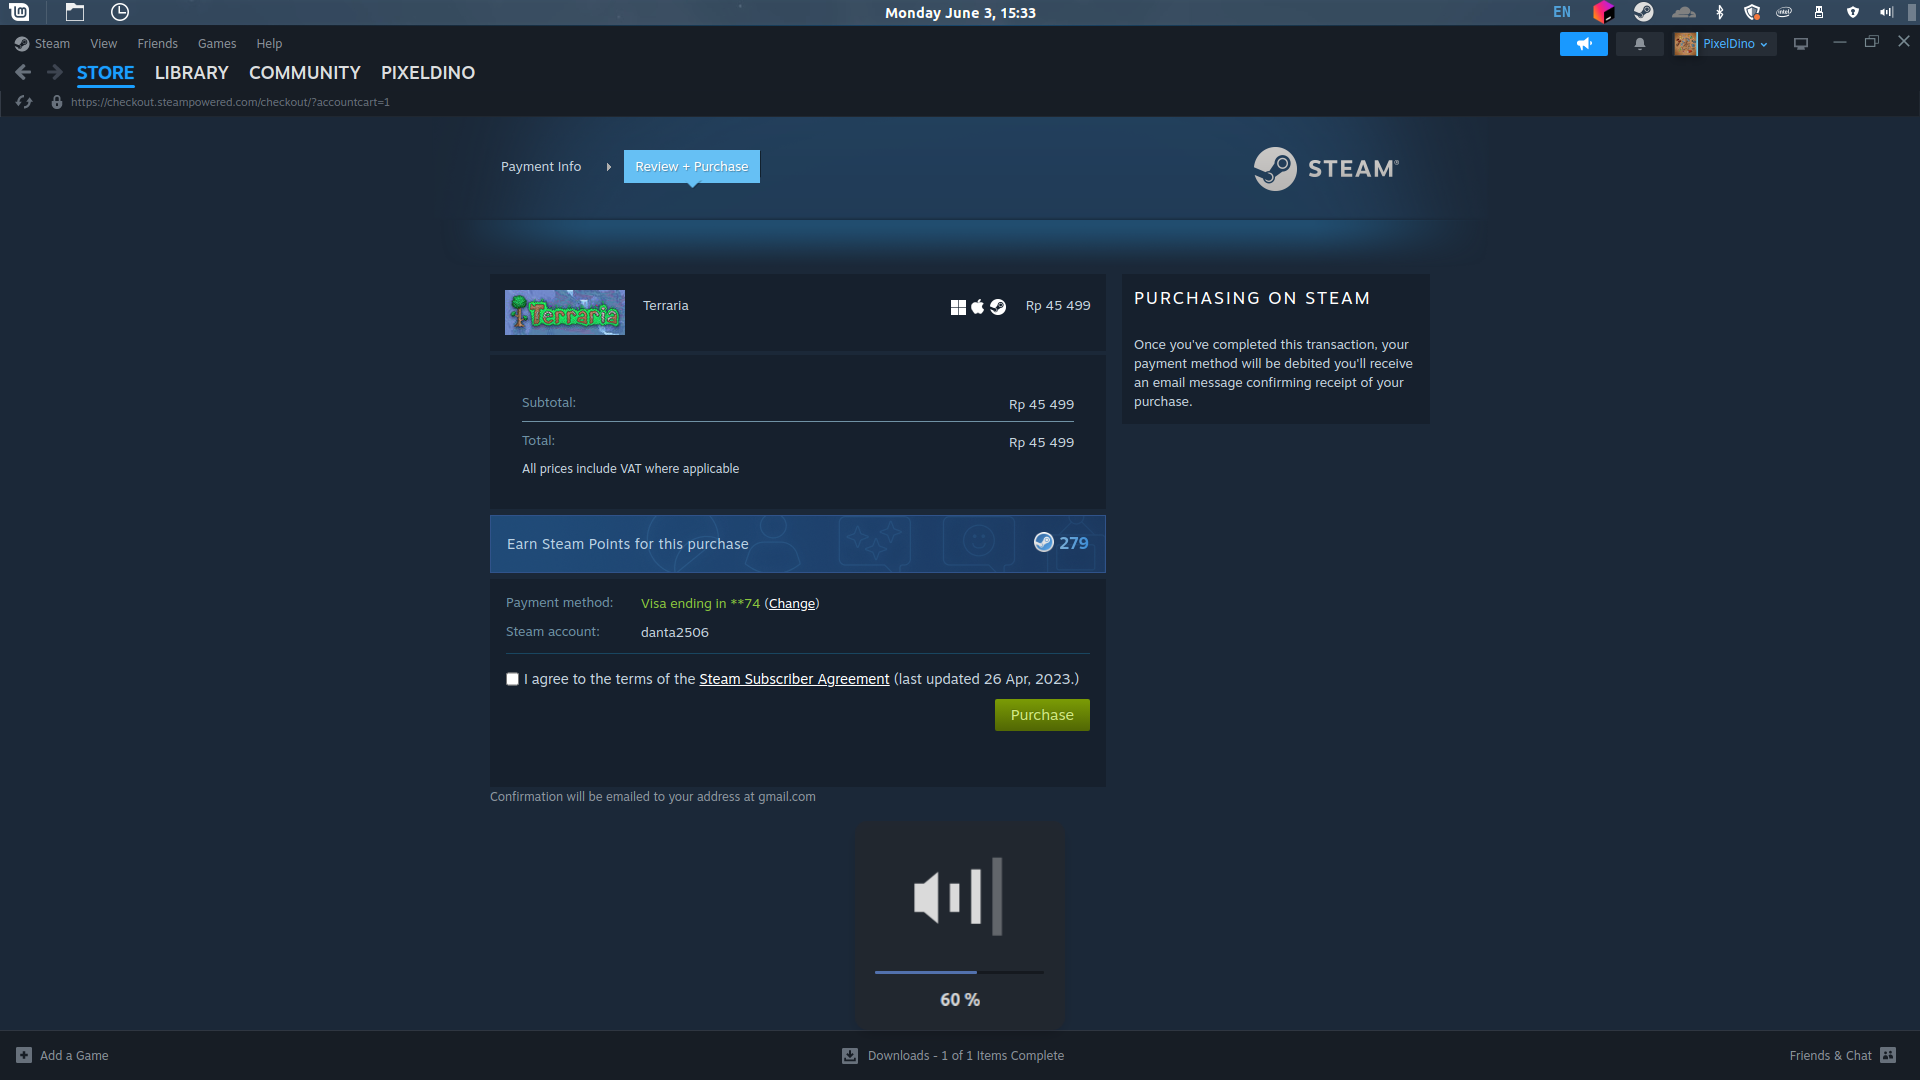 Monday June 3, 15:33
EN
Steam View Friends Games Help
PixelDino
STORE LIBRARY COMMUNITY PIXELDINO
https://checkout.steampowered.com/checkout/?accountcart=1
Payment Info
Review + Purchase
STEAM®
Terraria
Terraria
Rp 45 499
PURCHASING ON STEAM
Once you've completed this transaction, your
payment method will be debited you'll receive
an email message confirming receipt of your
purchase.
Subtotal: Rp 45 499
Total: Rp 45 499
All prices include VAT where applicable
Earn Steam Points for this purchase 279
Payment method: Visa ending in **74 (Change)
Steam account: danta2506
I agree to the terms of the Steam Subscriber Agreement (last updated 26 Apr, 2023.)
Purchase
Confirmation will be emailed to your address at gmail.com
60 %
Add a Game
Downloads - 1 of 1 Items Complete
Friends & Chat